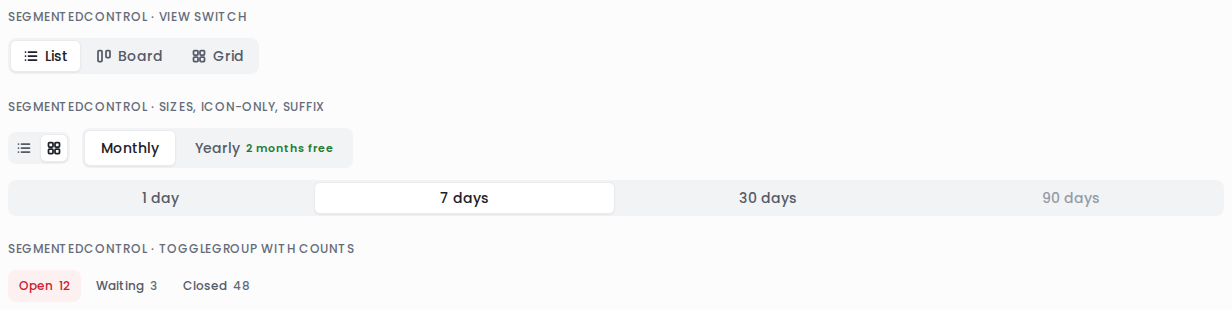 SEGMENTEDCONTROL · VIEW SWITCH
List Board Grid
SEGMENTEDCONTROL · SIZES, ICON-ONLY, SUFFIX
Monthly Yearly 2 months free
1 day 7 days 30 days 90 days
SEGMENTEDCONTROL · TOGGLEGROUP WITH COUNTS
Open 12 Waiting 3 Closed 48